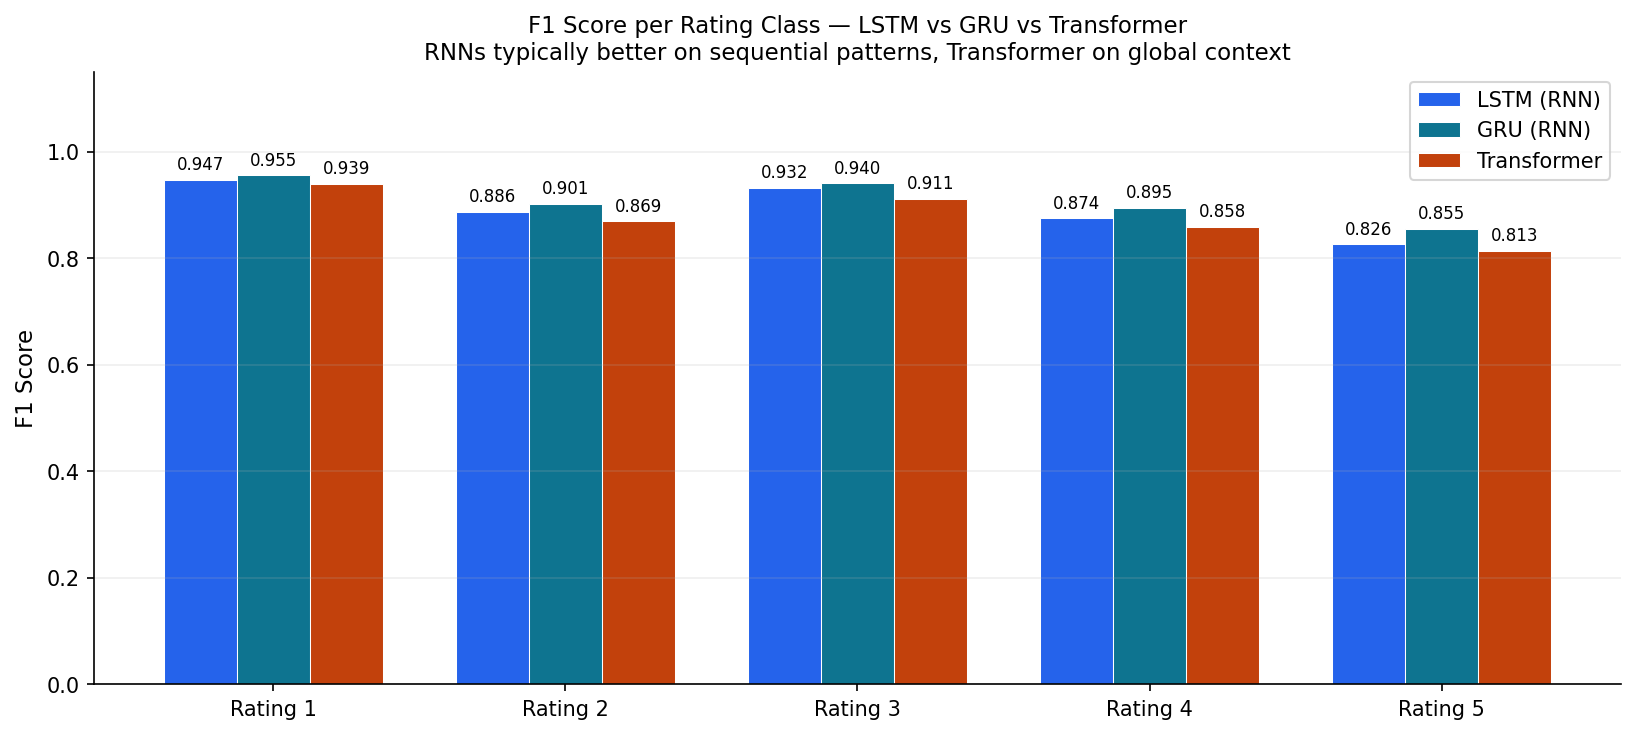 F1 Score per Rating Class — LSTM vs GRU vs Transformer
RNNs typically better on sequential patterns, Transformer on global context
LSTM (RNN)
GRU (RNN)
Transformer
F1 Score
1.0
0.8
0.6
0.4
0.2
0.0
0.947
0.955
0.939
0.886
0.901
0.869
0.932
0.940
0.911
0.874
0.895
0.858
0.826
0.855
0.813
Rating 1
Rating 2
Rating 3
Rating 4
Rating 5